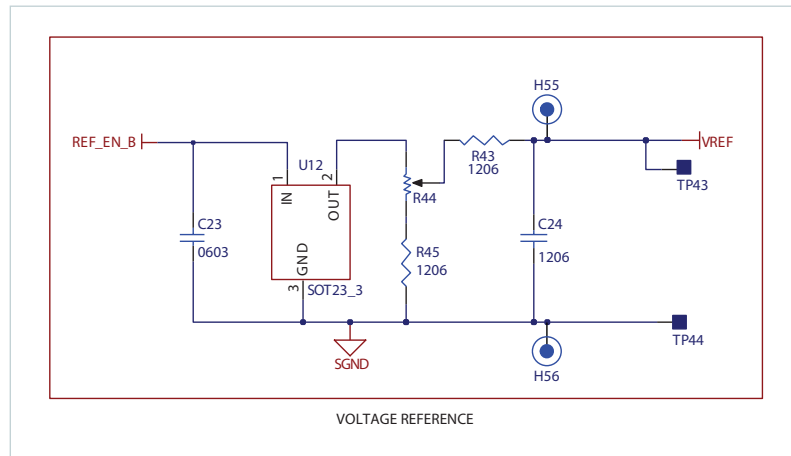 H55
REF_EN_B
VREF
U12
R43
1206
TP43
1
2
IN
OUT
R44
C23
0603
C24
1206
R45
1206
GND
3
SOT23_3
SGND
TP44
H56
VOLTAGE REFERENCE